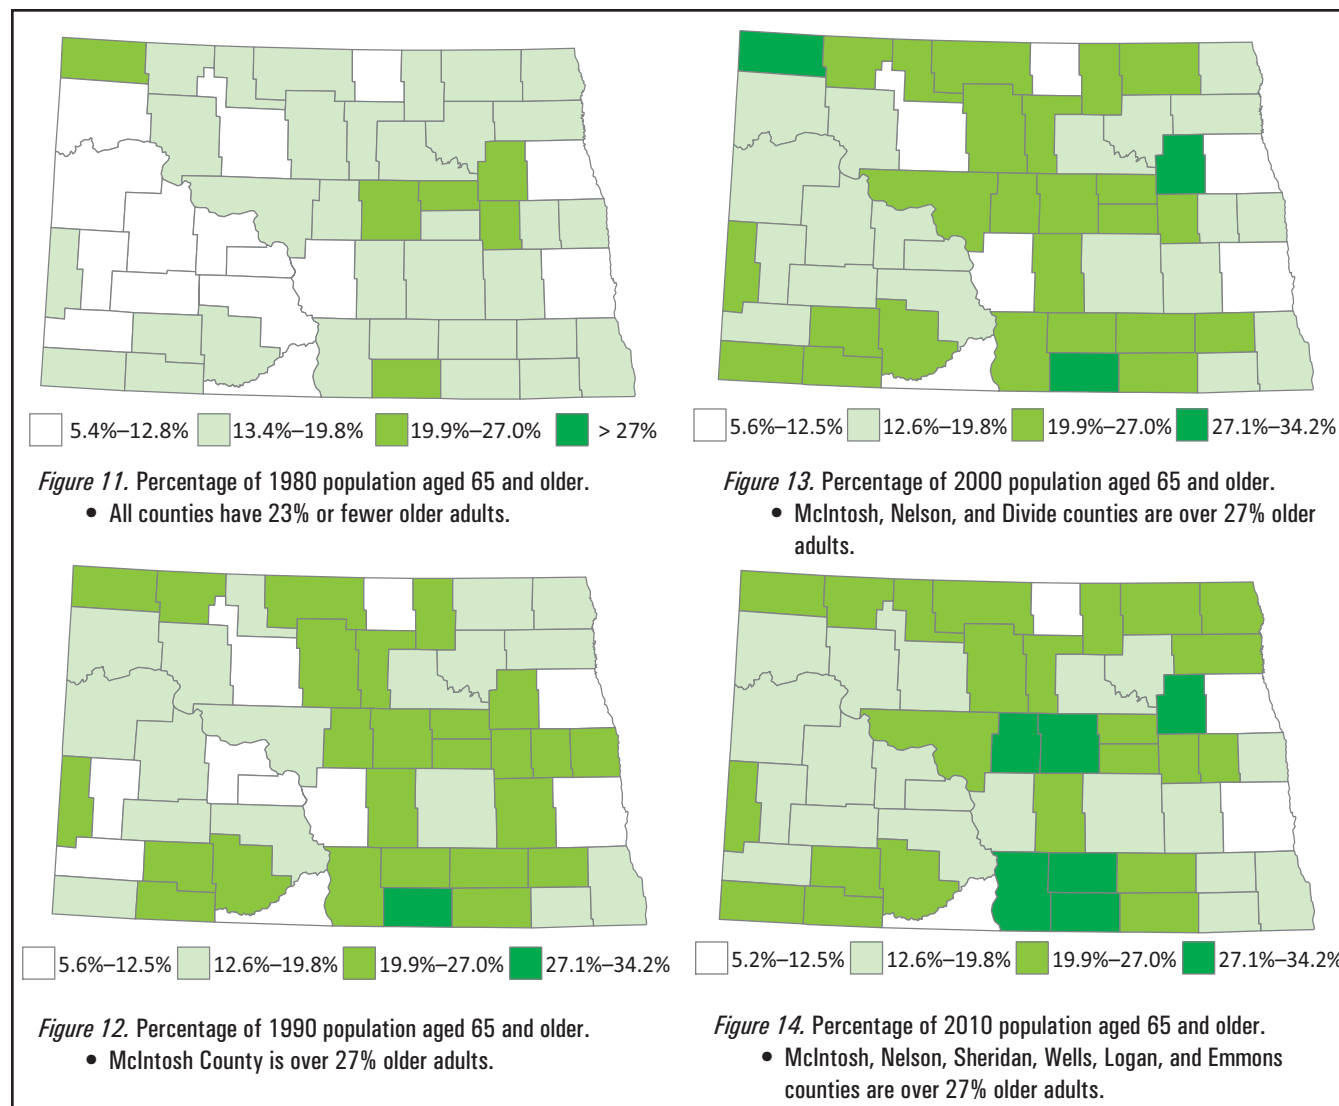 5.4%–12.8% 13.4%–19.8% 19.9%–27.0% > 27%
Figure 11. Percentage of 1980 population aged 65 and older.
• All counties have 23% or fewer older adults.
5.6%–12.5% 12.6%–19.8% 19.9%–27.0% 27.1%–34.2%
Figure 13. Percentage of 2000 population aged 65 and older.
• McIntosh, Nelson, and Divide counties are over 27% older
adults.
5.6%–12.5% 12.6%–19.8% 19.9%–27.0% 27.1%–34.2%
Figure 12. Percentage of 1990 population aged 65 and older.
• McIntosh County is over 27% older adults.
5.2%–12.5% 12.6%–19.8% 19.9%–27.0% 27.1%–34.2%
Figure 14. Percentage of 2010 population aged 65 and older.
• McIntosh, Nelson, Sheridan, Wells, Logan, and Emmons
counties are over 27% older adults.